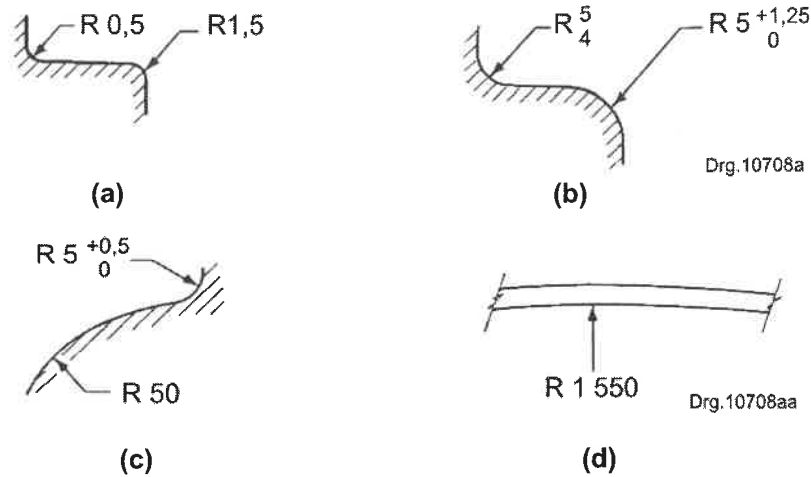 R 0,5 R1,5
R 5 4 R 5 +1,25 0
Drg.10708a
(a) (b)
R 5 +0,5 0
R 50 R 1 550
Drg.10708aa
(c) (d)